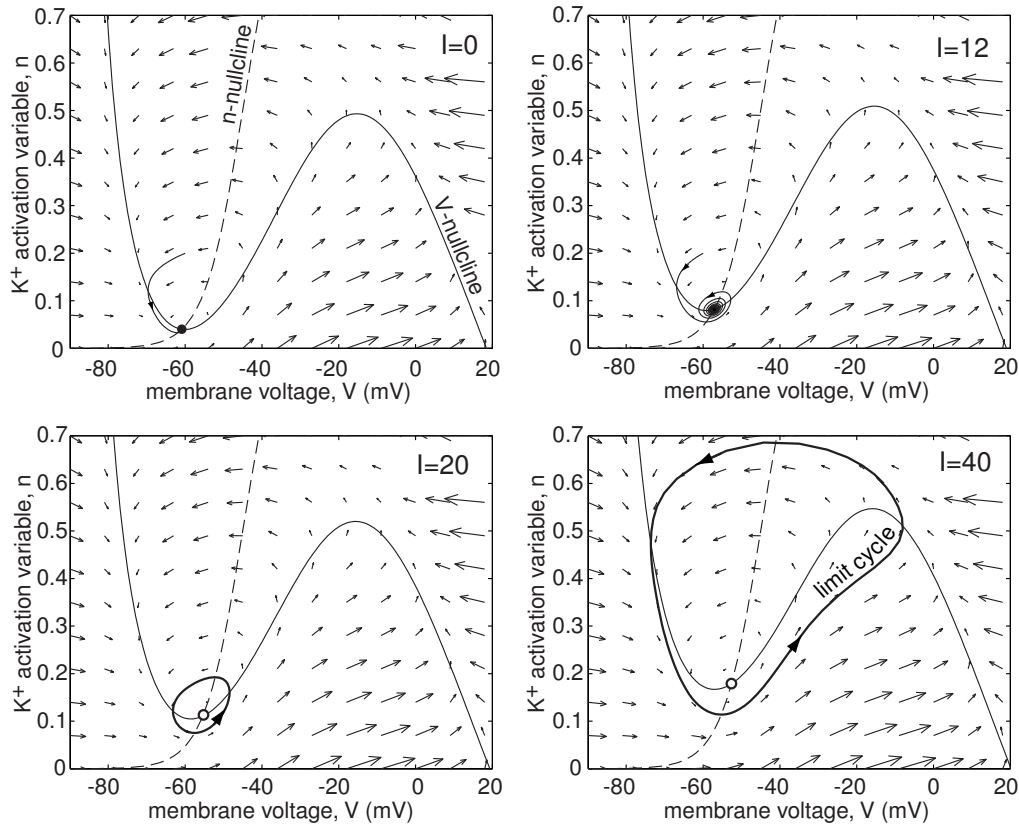 I=0
n-nullcline
V-nullcline
K+ activation variable, n
0.7
0.6
0.5
0.4
0.3
0.2
0.1
0
-80 -60 -40 -20 0 20
membrane voltage, V (mV)
I=12
K+ activation variable, n
0.7
0.6
0.5
0.4
0.3
0.2
0.1
0
-80 -60 -40 -20 0 20
membrane voltage, V (mV)
I=20
K+ activation variable, n
0.7
0.6
0.5
0.4
0.3
0.2
0.1
0
-80 -60 -40 -20 0 20
membrane voltage, V (mV)
I=40
limit cycle
K+ activation variable, n
0.7
0.6
0.5
0.4
0.3
0.2
0.1
0
-80 -60 -40 -20 0 20
membrane voltage, V (mV)